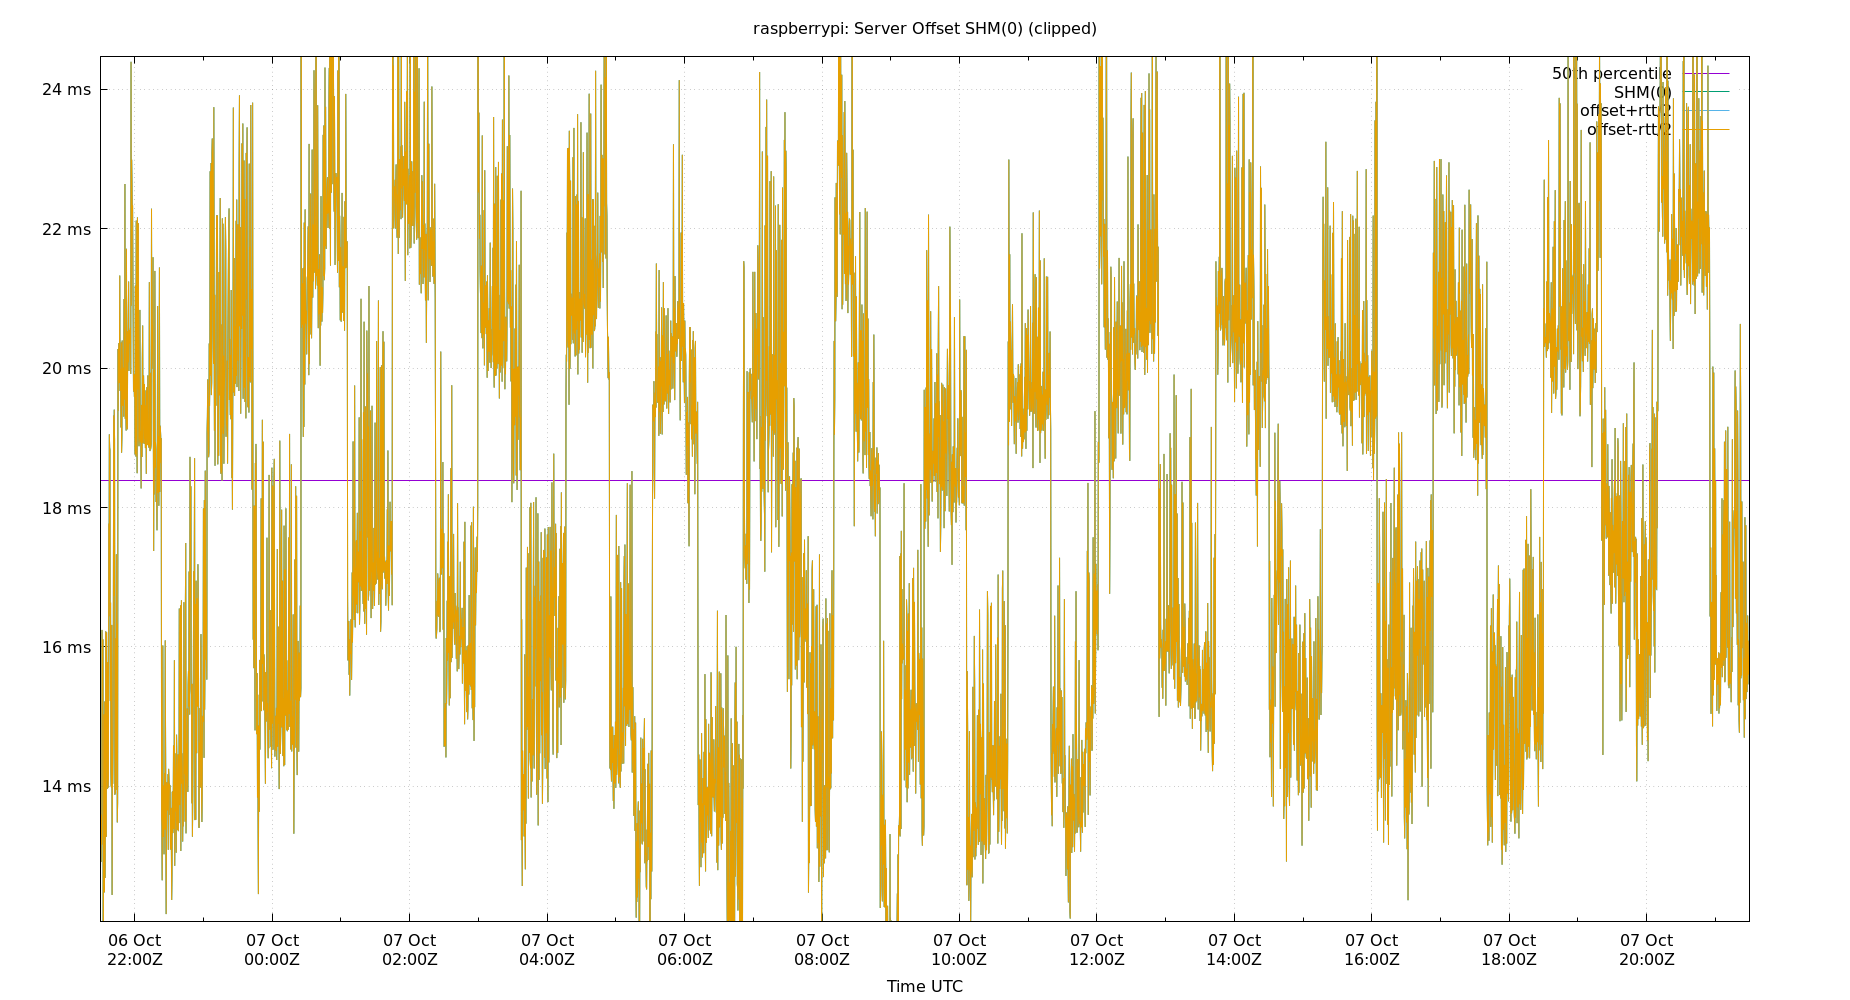 raspberrypi: Server Offset SHM(0) (clipped)
50th percentile
SHM(0)
offset+rtt/2
offset-rtt/2
24 ms
22 ms
20 ms
18 ms
16 ms
14 ms
06 Oct 07 Oct 07 Oct 07 Oct 07 Oct 07 Oct 07 Oct 07 Oct 07 Oct 07 Oct 07 Oct 07 Oct
22:00Z 00:00Z 02:00Z 04:00Z 06:00Z 08:00Z 10:00Z 12:00Z 14:00Z 16:00Z 18:00Z 20:00Z
Time UTC